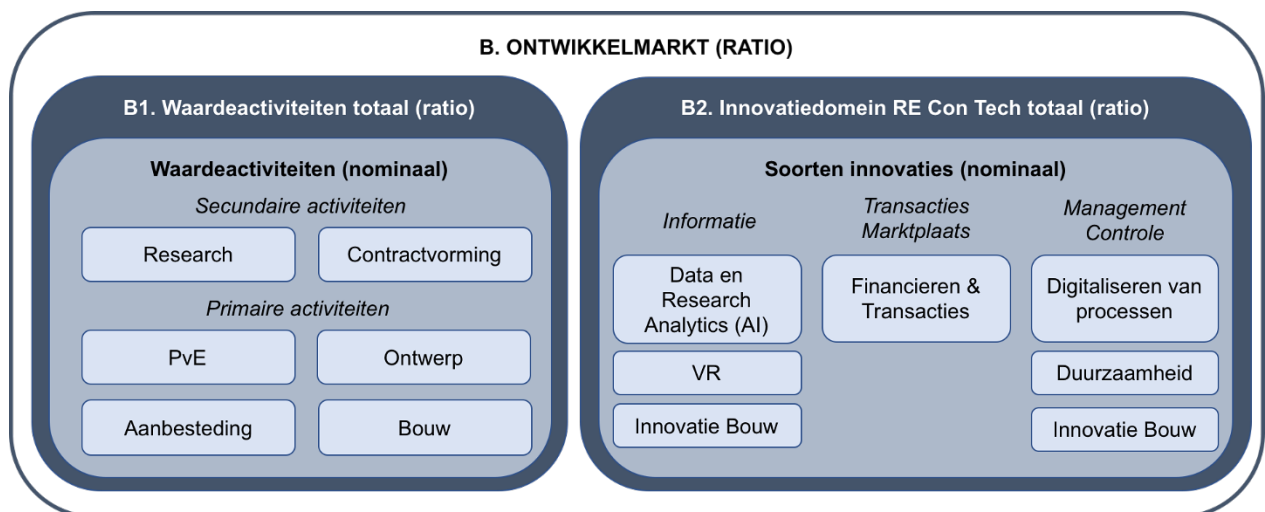 B. ONTWIKKELMARKT (RATIO)
B1. Waardeactiviteiten totaal (ratio)
Waardeactiviteiten (nominaal)
Secundaire activiteiten
Research
Contractvorming
Primaire activiteiten
PvE
Ontwerp
Aanbesteding
Bouw
B2. Innovatiedomein RE Con Tech totaal (ratio)
Soorten innovaties (nominaal)
Informatie
Data en
Research
Analytics (AI)
VR
Innovatie Bouw
Transacties
Marktplaats
Financieren &
Transacties
Management
Controle
Digitaliseren van
processen
Duurzaamheid
Innovatie Bouw